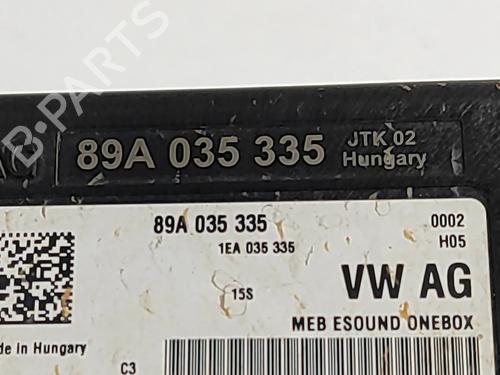 89A 035 335 JTK 02
Hungary
89A 035 335 0002
1EA 035 335 H05
15S VW AG
MEB ESOUND ONEBOX
de in Hungary
C3
B-PARTS